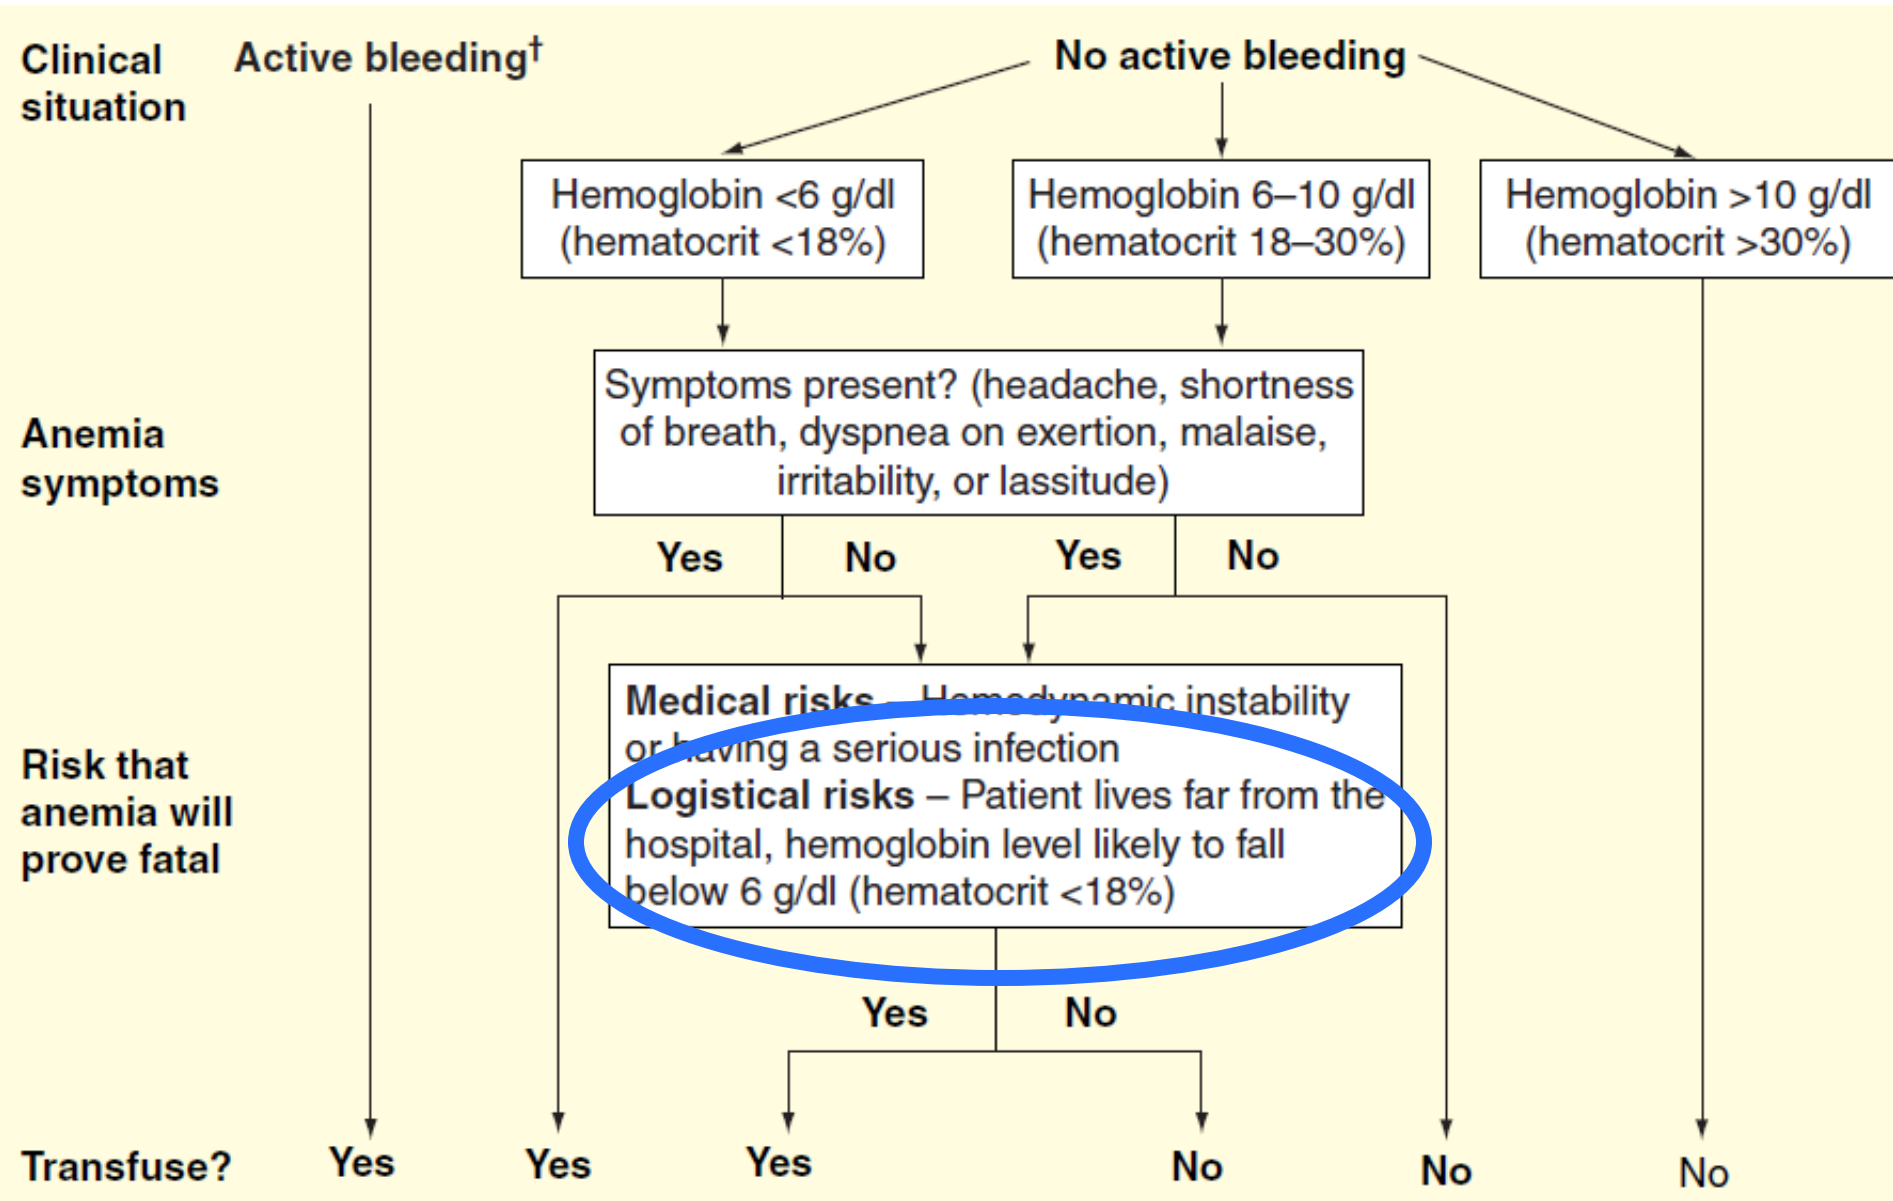 Clinical situation
Active bleeding†
No active bleeding
Hemoglobin <6 g/dl
(hematocrit <18%)
Hemoglobin 6–10 g/dl
(hematocrit 18–30%)
Hemoglobin >10 g/dl
(hematocrit >30%)
Anemia
symptoms
Symptoms present? (headache, shortness
of breath, dyspnea on exertion, malaise,
irritability, or lassitude)
Yes
No
Yes
No
Risk that
anemia will
prove fatal
Medical risks – Hemodynamic instability
or having a serious infection
Logistical risks – Patient lives far from the
hospital, hemoglobin level likely to fall
below 6 g/dl (hematocrit <18%)
Yes
No
Transfuse?
Yes
Yes
Yes
No
No
No